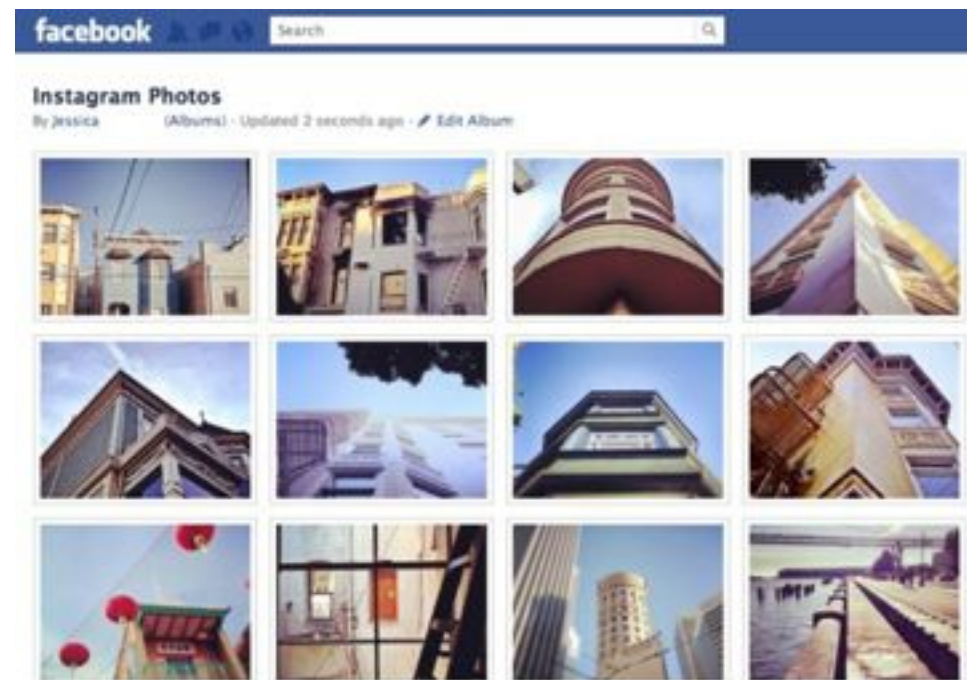 facebook
Search
Instagram Photos
By Jessica (Albums) · Updated 2 seconds ago · Edit Album